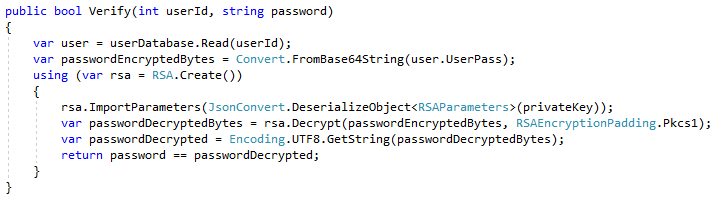 public bool Verify(int userId, string password)
{
    var user = userDatabase.Read(userId);
    var passwordEncryptedBytes = Convert.FromBase64String(user.UserPass);
    using (var rsa = RSA.Create())
    {
        rsa.ImportParameters(JsonConvert.DeserializeObject<RSAParameters>(privateKey));
        var passwordDecryptedBytes = rsa.Decrypt(passwordEncryptedBytes, RSAEncryptionPadding.Pkcs1);
        var passwordDecrypted = Encoding.UTF8.GetString(passwordDecryptedBytes);
        return password == passwordDecrypted;
    }
}